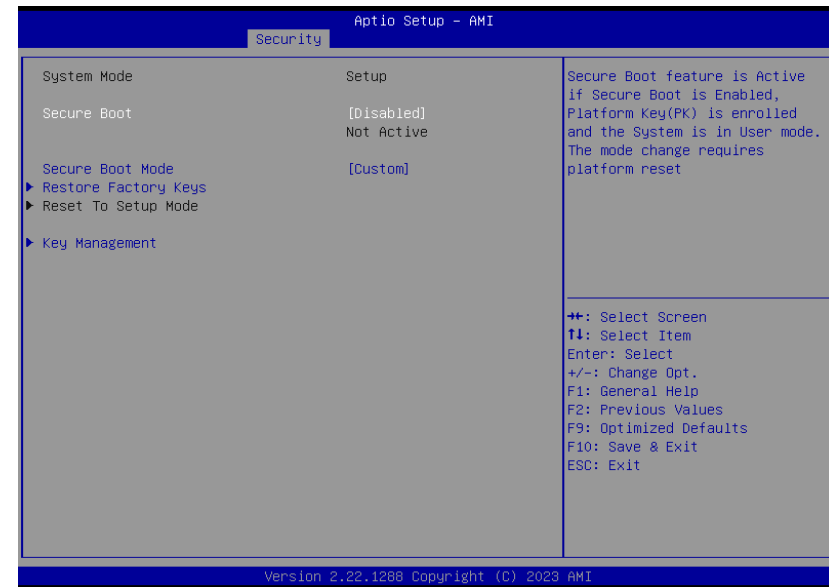 Aptio Setup - AMI
Security
System Mode Setup
Secure Boot [Disabled]
Not Active
Secure Boot Mode [Custom]
Restore Factory Keys
Reset To Setup Mode
Key Management
Secure Boot feature is Active
if Secure Boot is Enabled,
Platform Key(PK) is enrolled
and the System is in User mode.
The mode change requires
platform reset
→←: Select Screen
↑↓: Select Item
Enter: Select
+/-: Change Opt.
F1: General Help
F2: Previous Values
F9: Optimized Defaults
F10: Save & Exit
ESC: Exit
Version 2.22.1288 Copyright (C) 2023 AMI